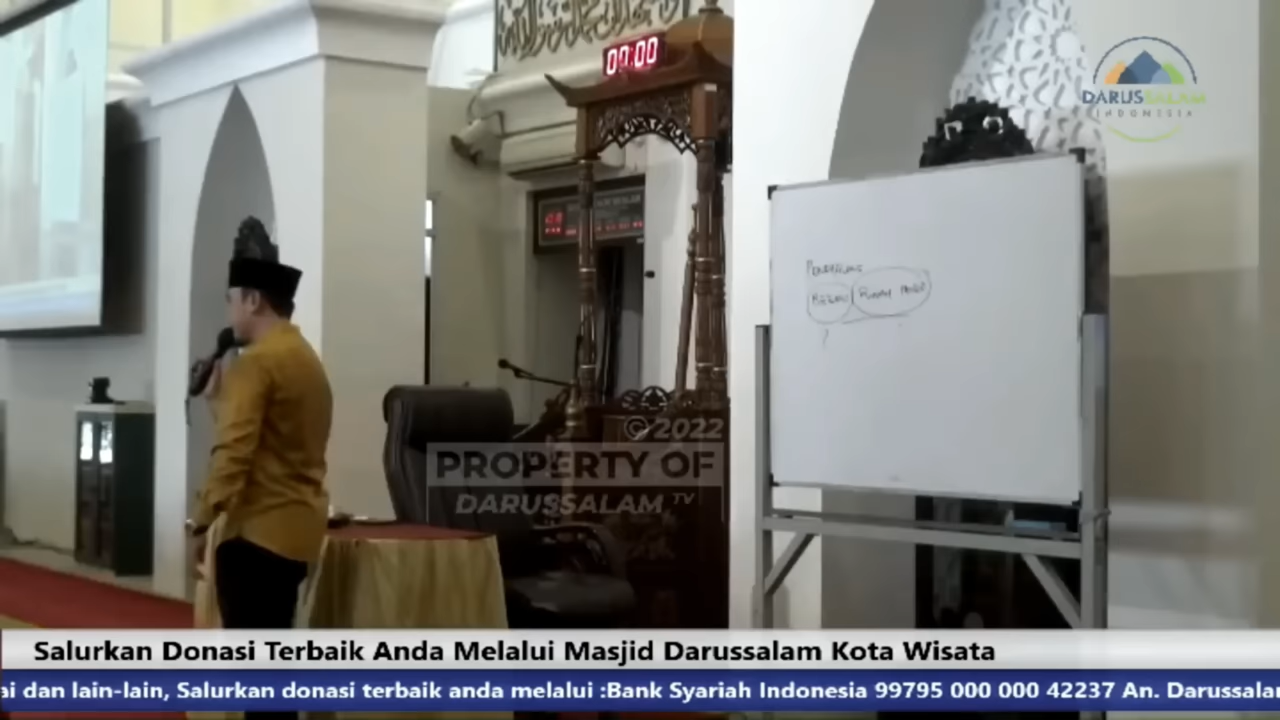 00:00
DARUSSALAM
INDONESIA
© 2022
PROPERTY OF
DARUSSALAM TV
Salurkan Donasi Terbaik Anda Melalui Masjid Darussalam Kota Wisata
ai dan lain-lain, Salurkan donasi terbaik anda melalui :Bank Syariah Indonesia 99795 000 000 42237 An. Darussala